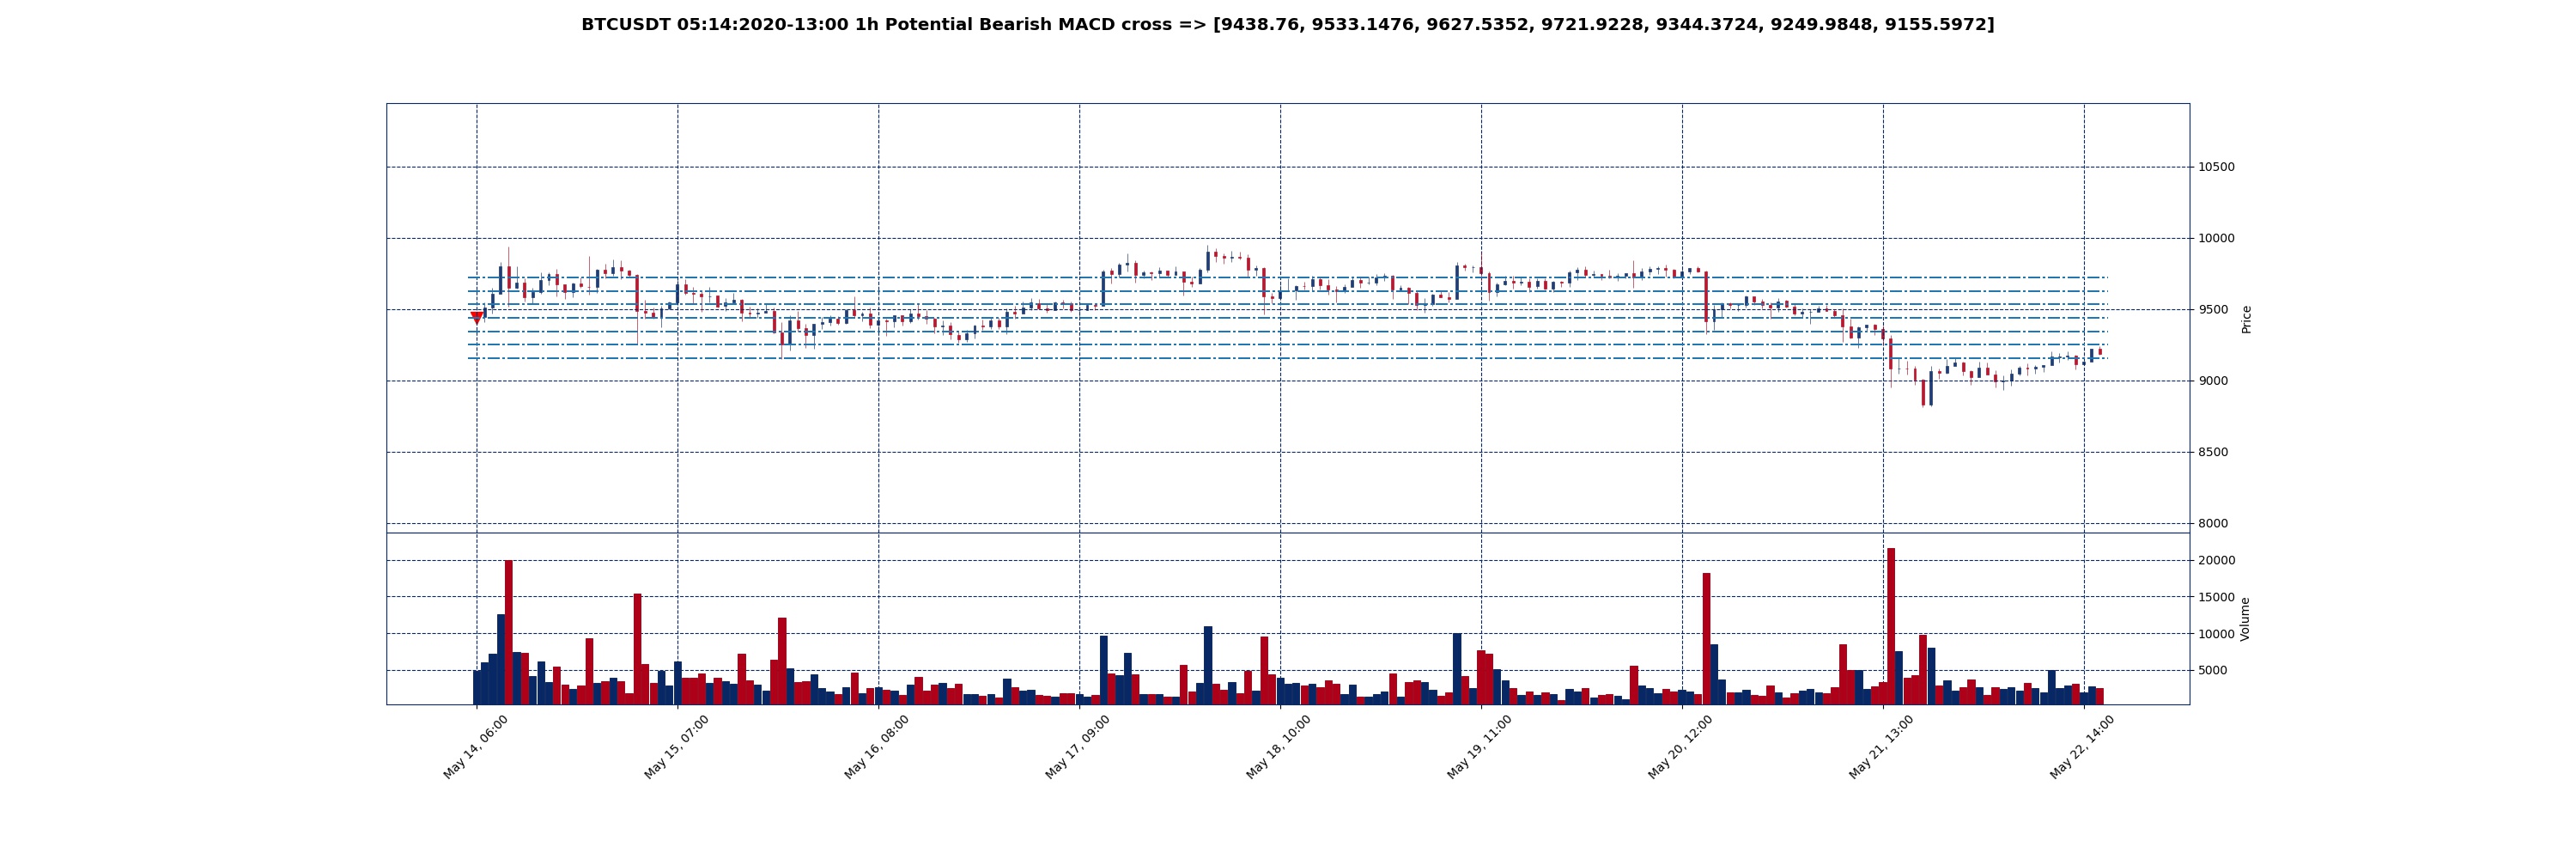 BTCUSDT 05:14:2020-13:00 1h Potential Bearish MACD cross => [9438.76, 9533.1476, 9627.5352, 9721.9228, 9344.3724, 9249.9848, 9155.5972]
10500
10000
9500
9000
8500
8000
Price
20000
15000
10000
5000
Volume
May 14, 06:00
May 15, 07:00
May 16, 08:00
May 17, 09:00
May 18, 10:00
May 19, 11:00
May 20, 12:00
May 21, 13:00
May 22, 14:00